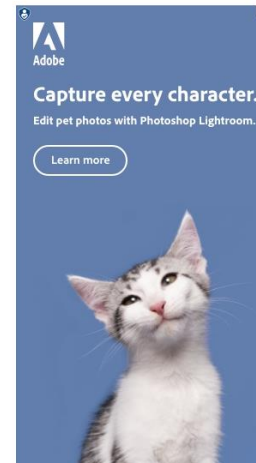 Adobe
Capture every character.
Edit pet photos with Photoshop Lightroom.
Learn more